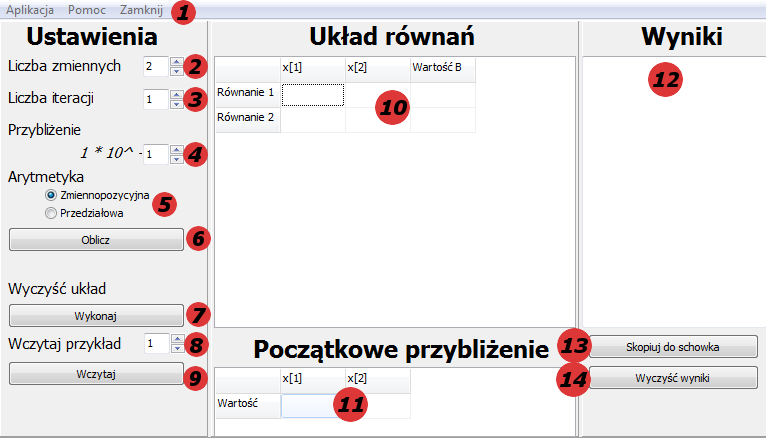 Aplikacja Pomoc Zamknij 1
Ustawienia
Liczba zmiennych 2 2
Liczba iteracji 1 3
Przybliżenie
1 * 10^ - 1 4
Arytmetyka
Zmiennopozycyjna
Przedziałowa
5
Oblicz 6
Wyczyść układ
Wykonaj 7
Wczytaj przykład 1 8
Wczytaj 9
Układ równań
x[1] x[2] Wartość B
Równanie 1
10
Równanie 2
Początkowe przybliżenie
x[1] x[2]
Wartość 11
Wyniki
12
13 Skopiuj do schowka
14 Wyczyść wyniki